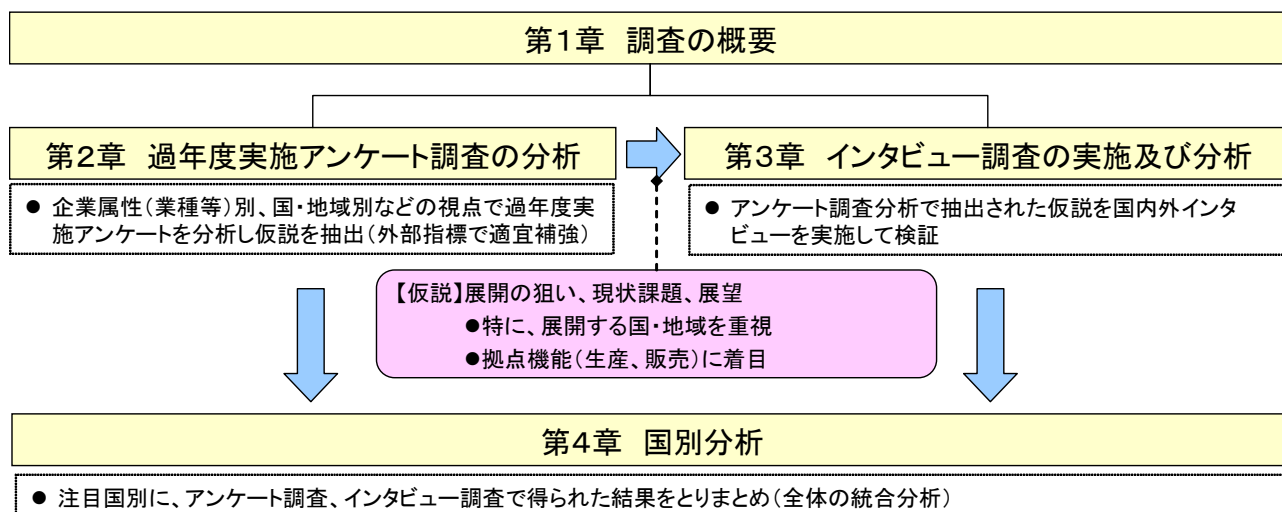 第1章 調査の概要
第2章 過年度実施アンケート調査の分析
● 企業属性(業種等)別、国・地域別などの視点で過年度実
施アンケートを分析し仮説を抽出(外部指標で適宜補強)
第3章 インタビュー調査の実施及び分析
● アンケート調査分析で抽出された仮説を国内外インタ
ビューを実施して検証
【仮説】展開の狙い、現状課題、展望
●特に、展開する国・地域を重視
●拠点機能(生産、販売)に着目
第4章 国別分析
● 注目国別に、アンケート調査、インタビュー調査で得られた結果をとりまとめ(全体の統合分析)